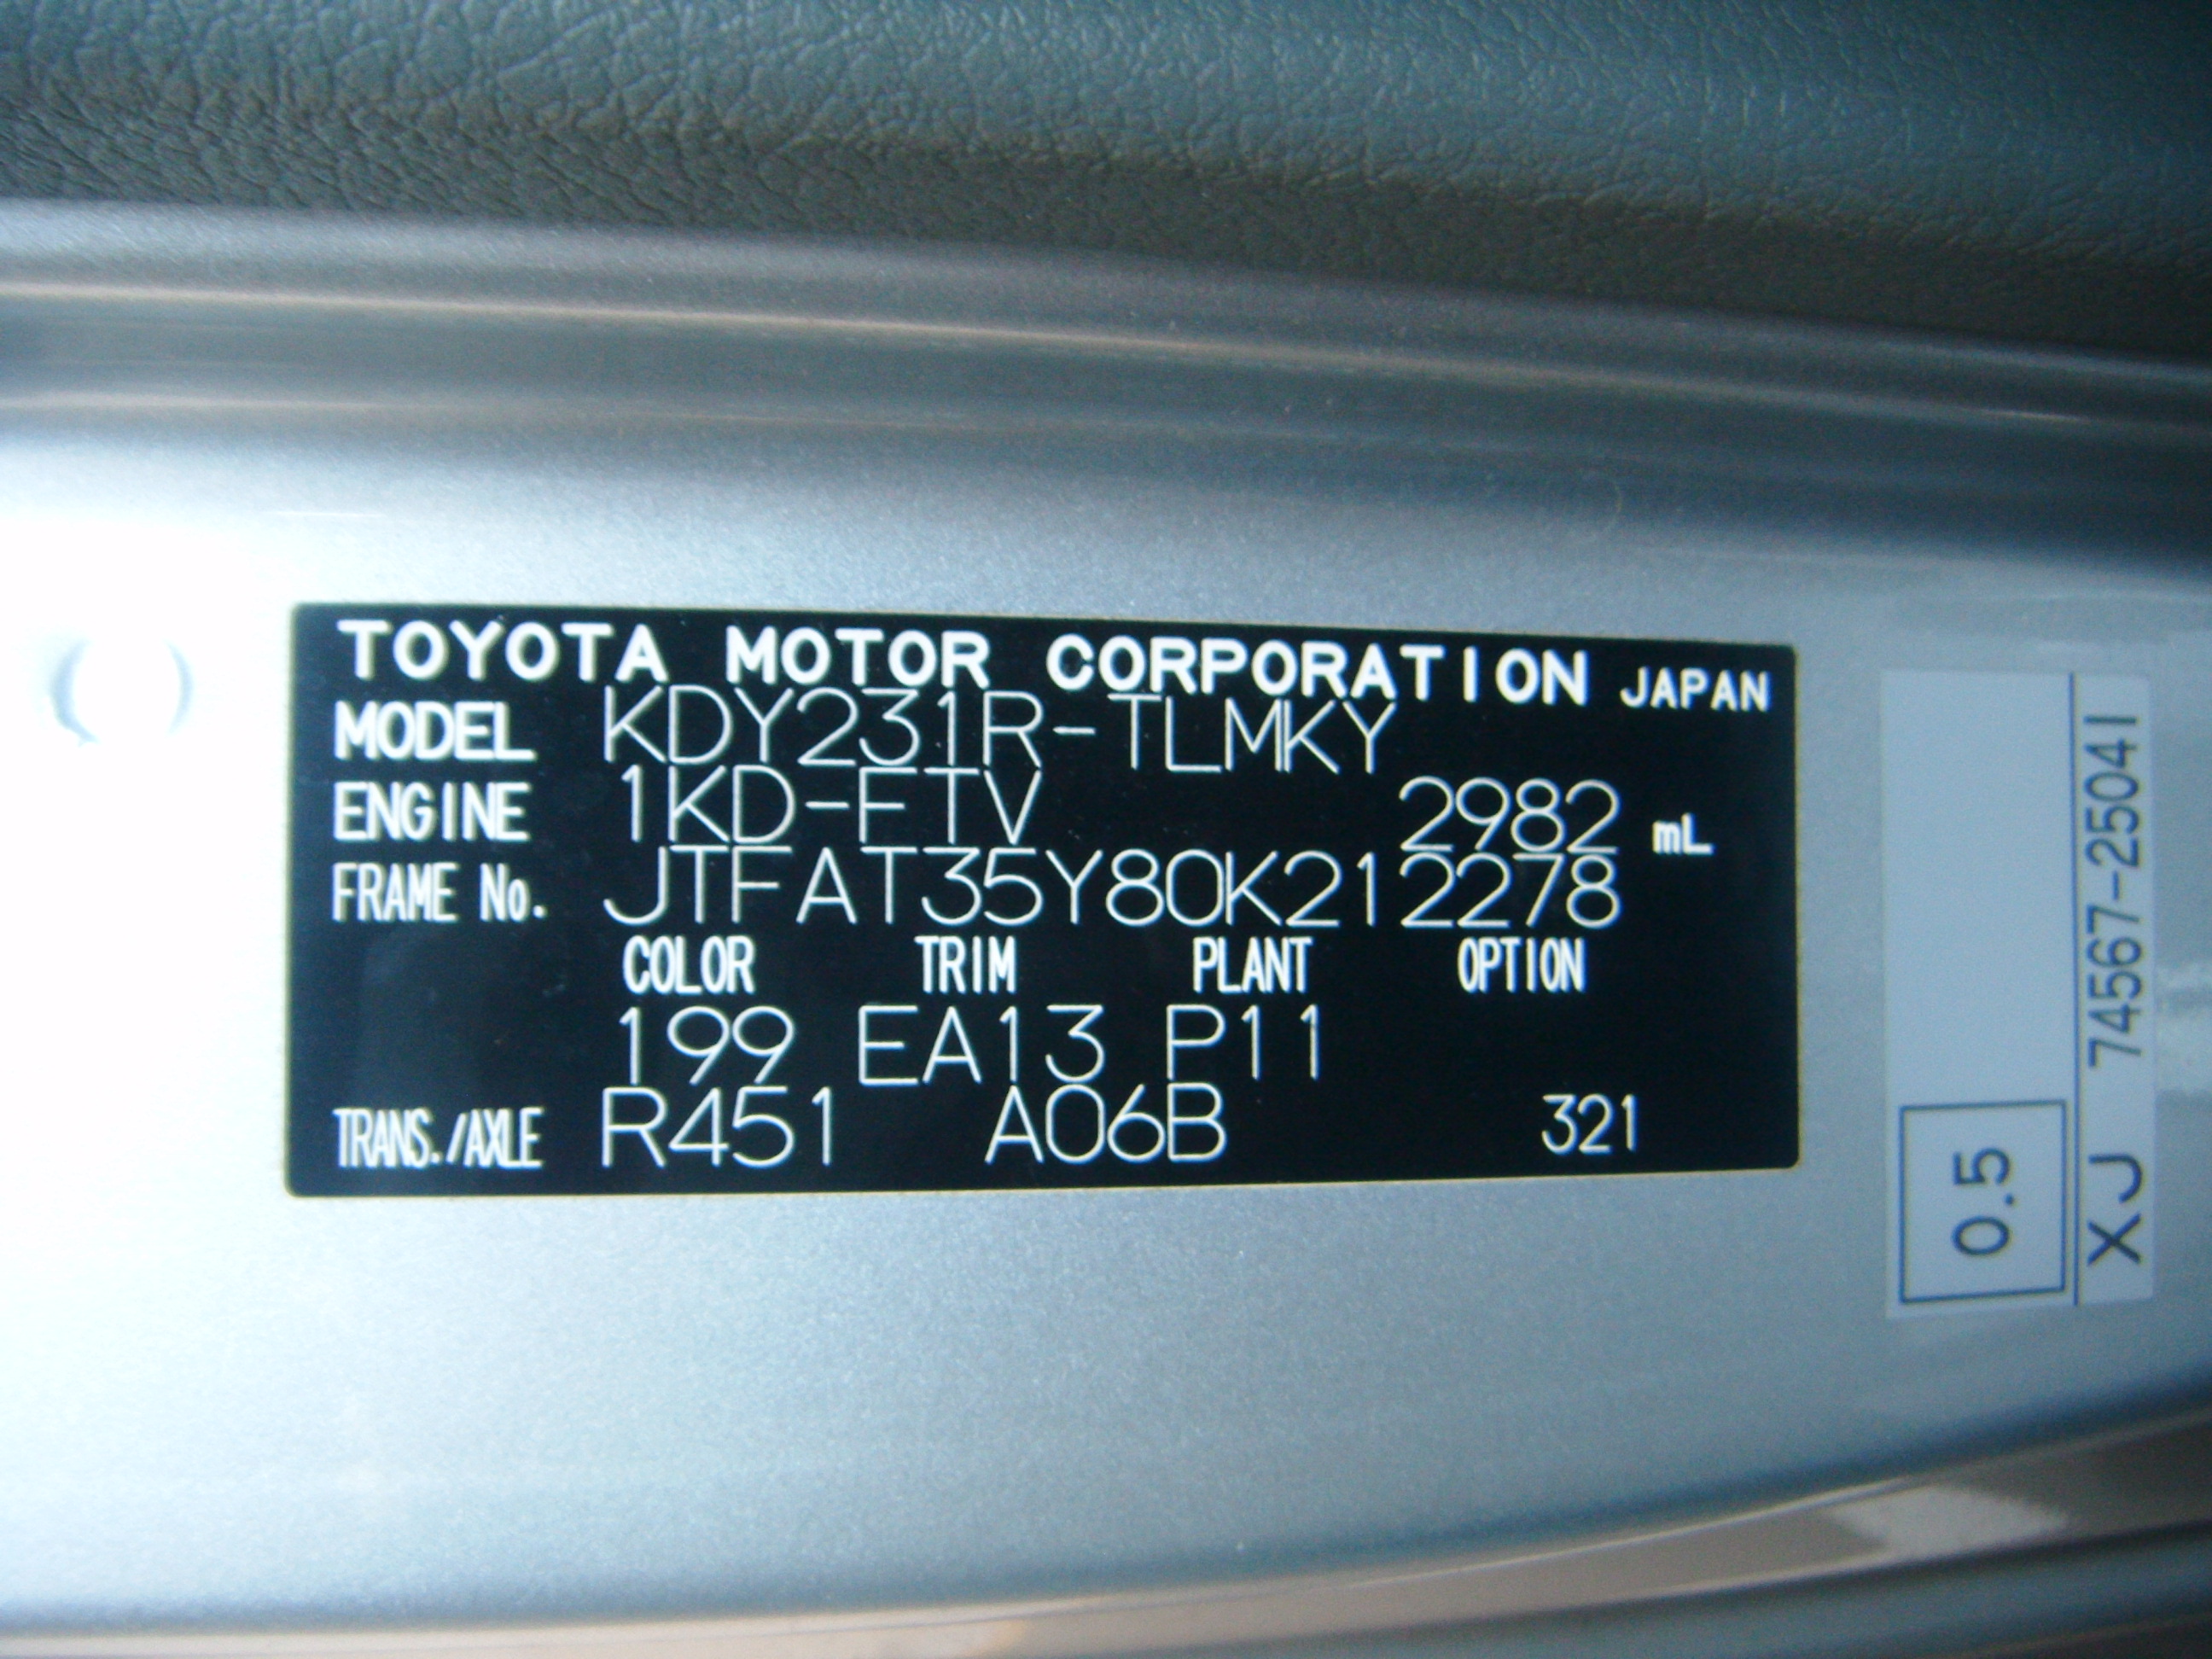 TOYOTA MOTOR CORPORATION JAPAN
MODEL KDY231R-TLMKY
ENGINE 1KD-FTV 2982 mL
FRAME No. JTFAT35Y80K212278
COLOR TRIM PLANT OPTION
199 EA13 P11
TRANS./AXLE R451 A06B 321
0.5
XJ 74567-25041